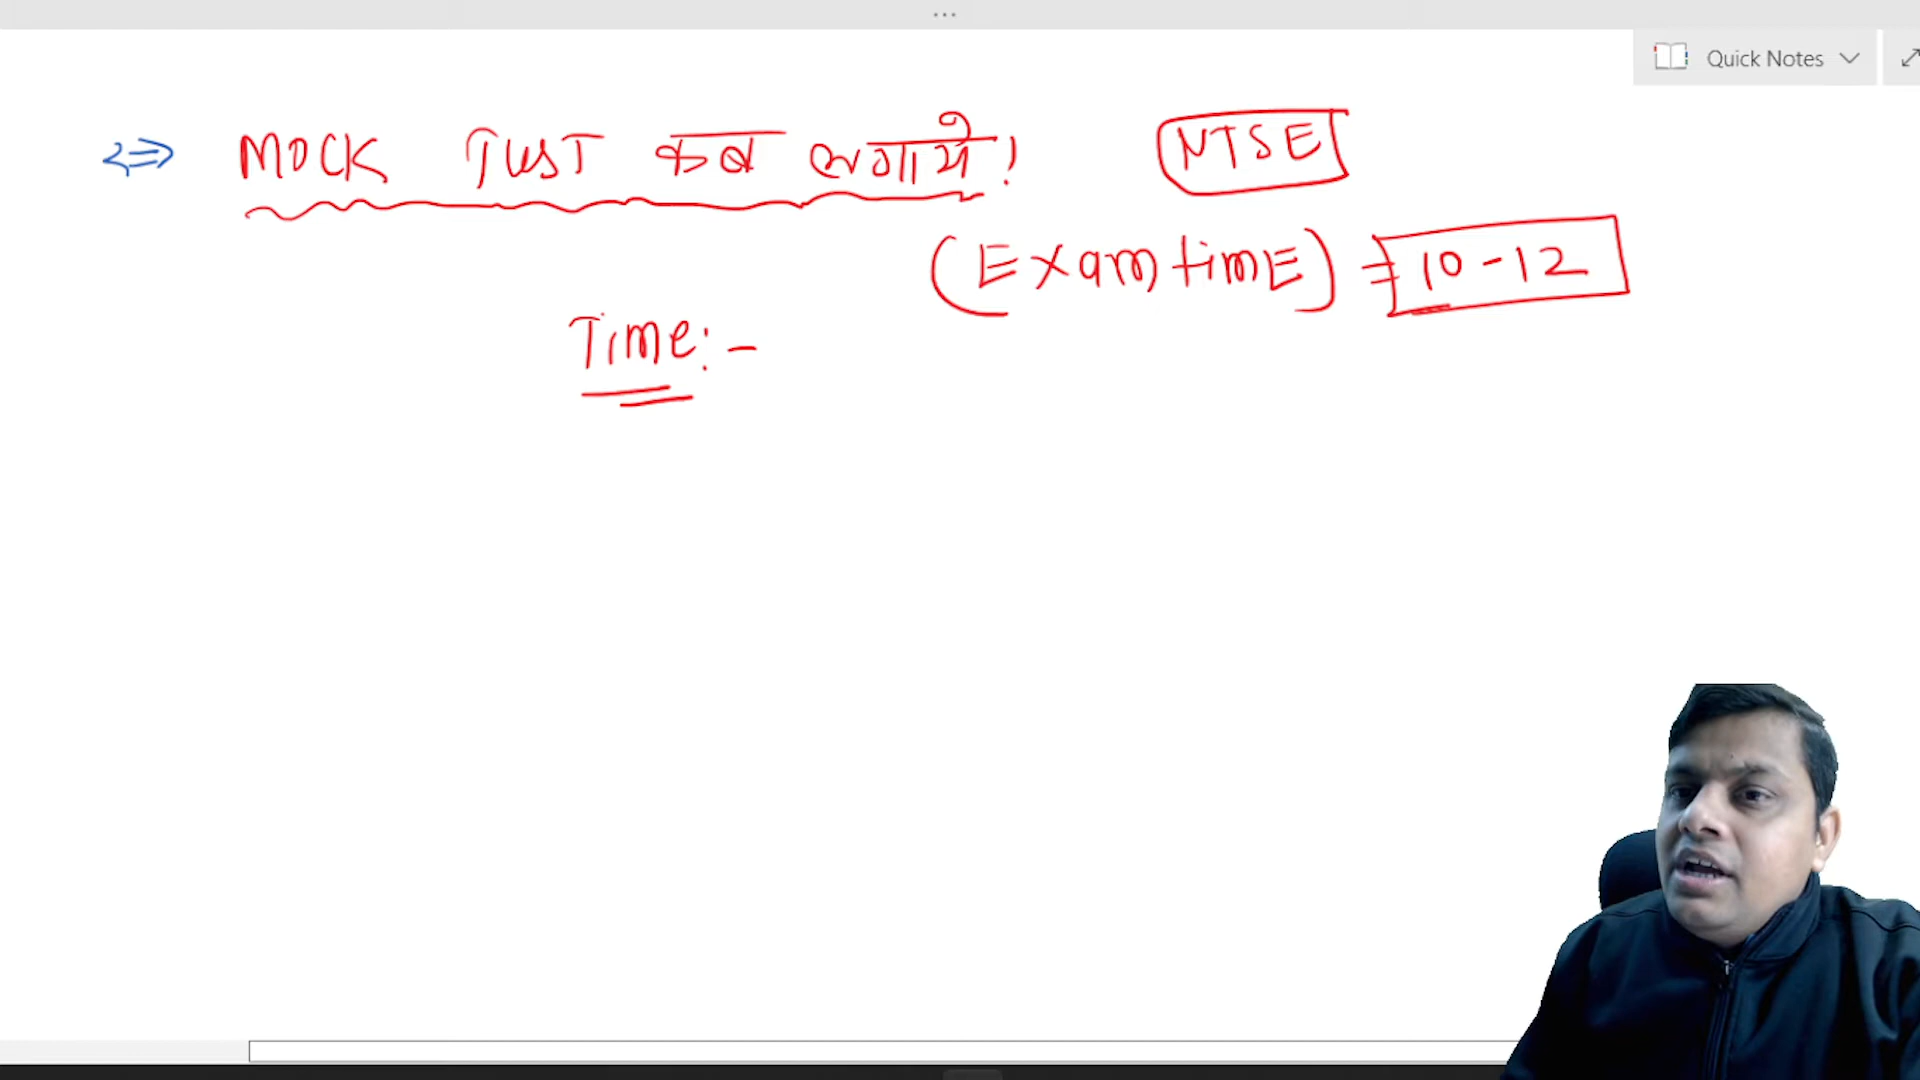 Quick Notes
⇒ MOCK TEST कब लगाये! NTSE
(Exam timE) = 10-12
Time:-